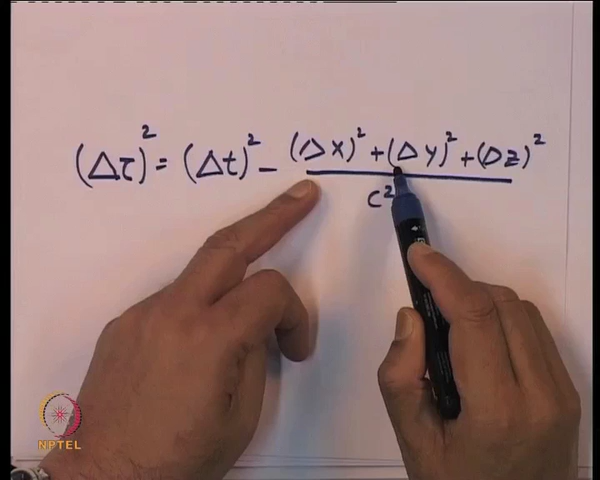 (Δτ)² = (Δt)² - (Δx)² + (Δy)² + (Δz)²
c²
NPTEL